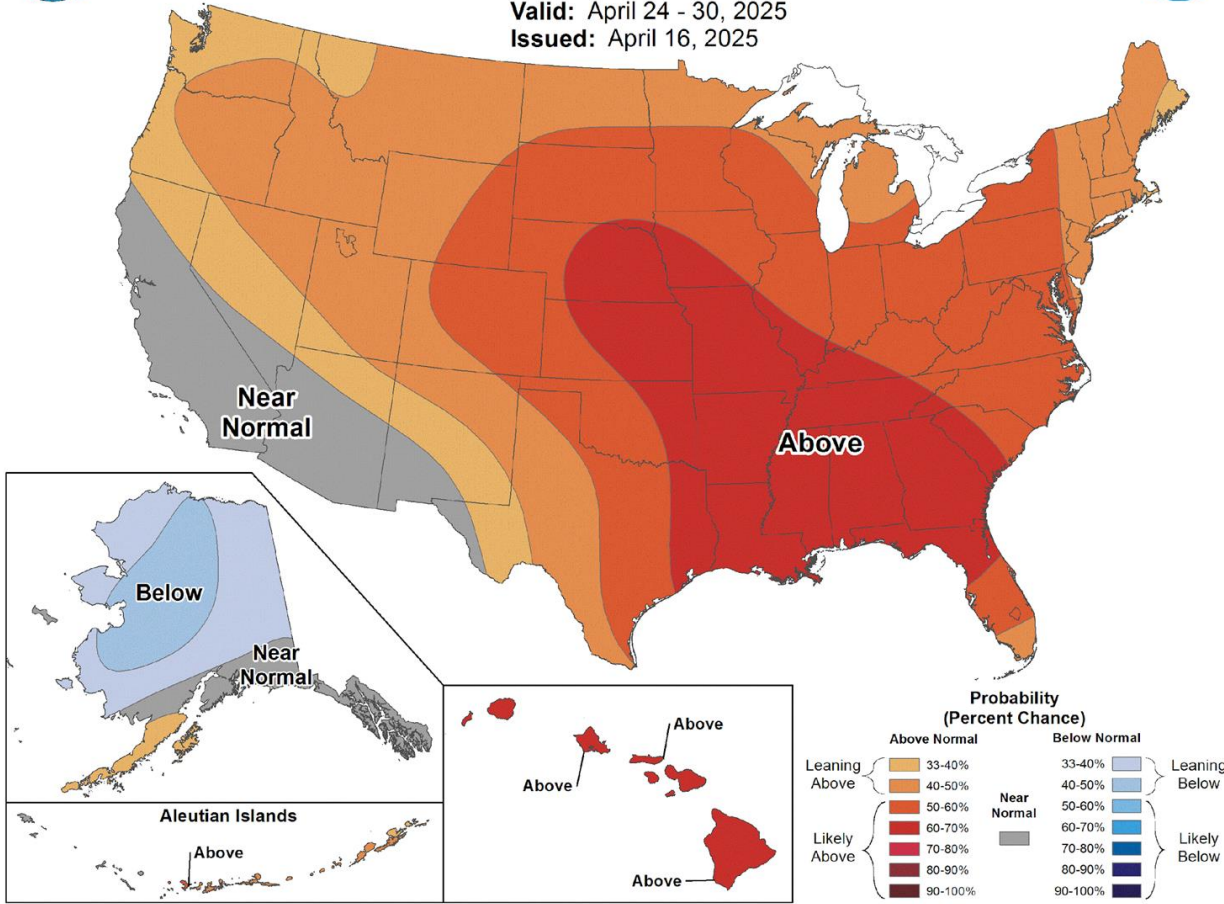 Valid: April 24 - 30, 2025
Issued: April 16, 2025
Near
Normal
Above
Below
Near
Normal
Aleutian Islands
Above
Above
Above
Above
Probability
(Percent Chance)
Above Normal
Below Normal
Leaning
Above
33-40%
40-50%
Likely
Above
50-60%
60-70%
70-80%
80-90%
90-100%
Near
Normal
33-40%
40-50%
Leaning
Below
50-60%
60-70%
70-80%
80-90%
90-100%
Likely
Below